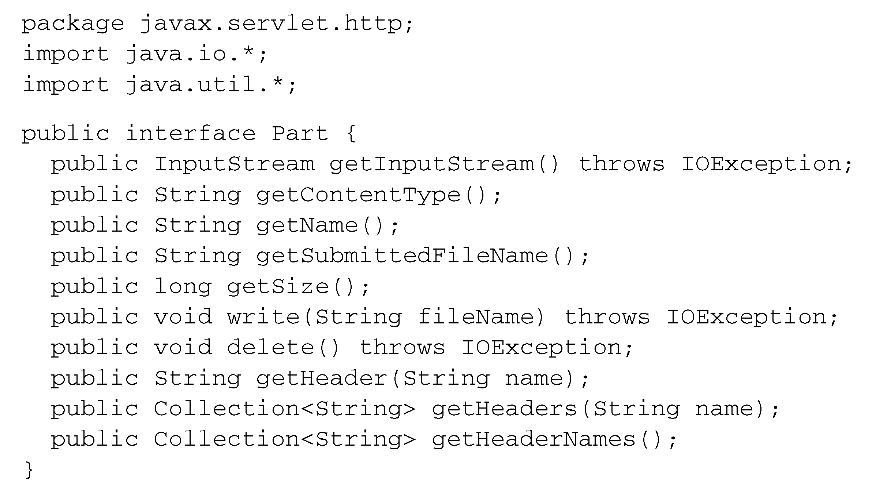 package javax.servlet.http;
import java.io.*;
import java.util.*;
public interface Part {
  public InputStream getInputStream() throws IOException;
  public String getContentType();
  public String getName();
  public String getSubmittedFileName();
  public long getSize();
  public void write(String fileName) throws IOException;
  public void delete() throws IOException;
  public String getHeader(String name);
  public Collection<String> getHeaders(String name);
  public Collection<String> getHeaderNames();
}